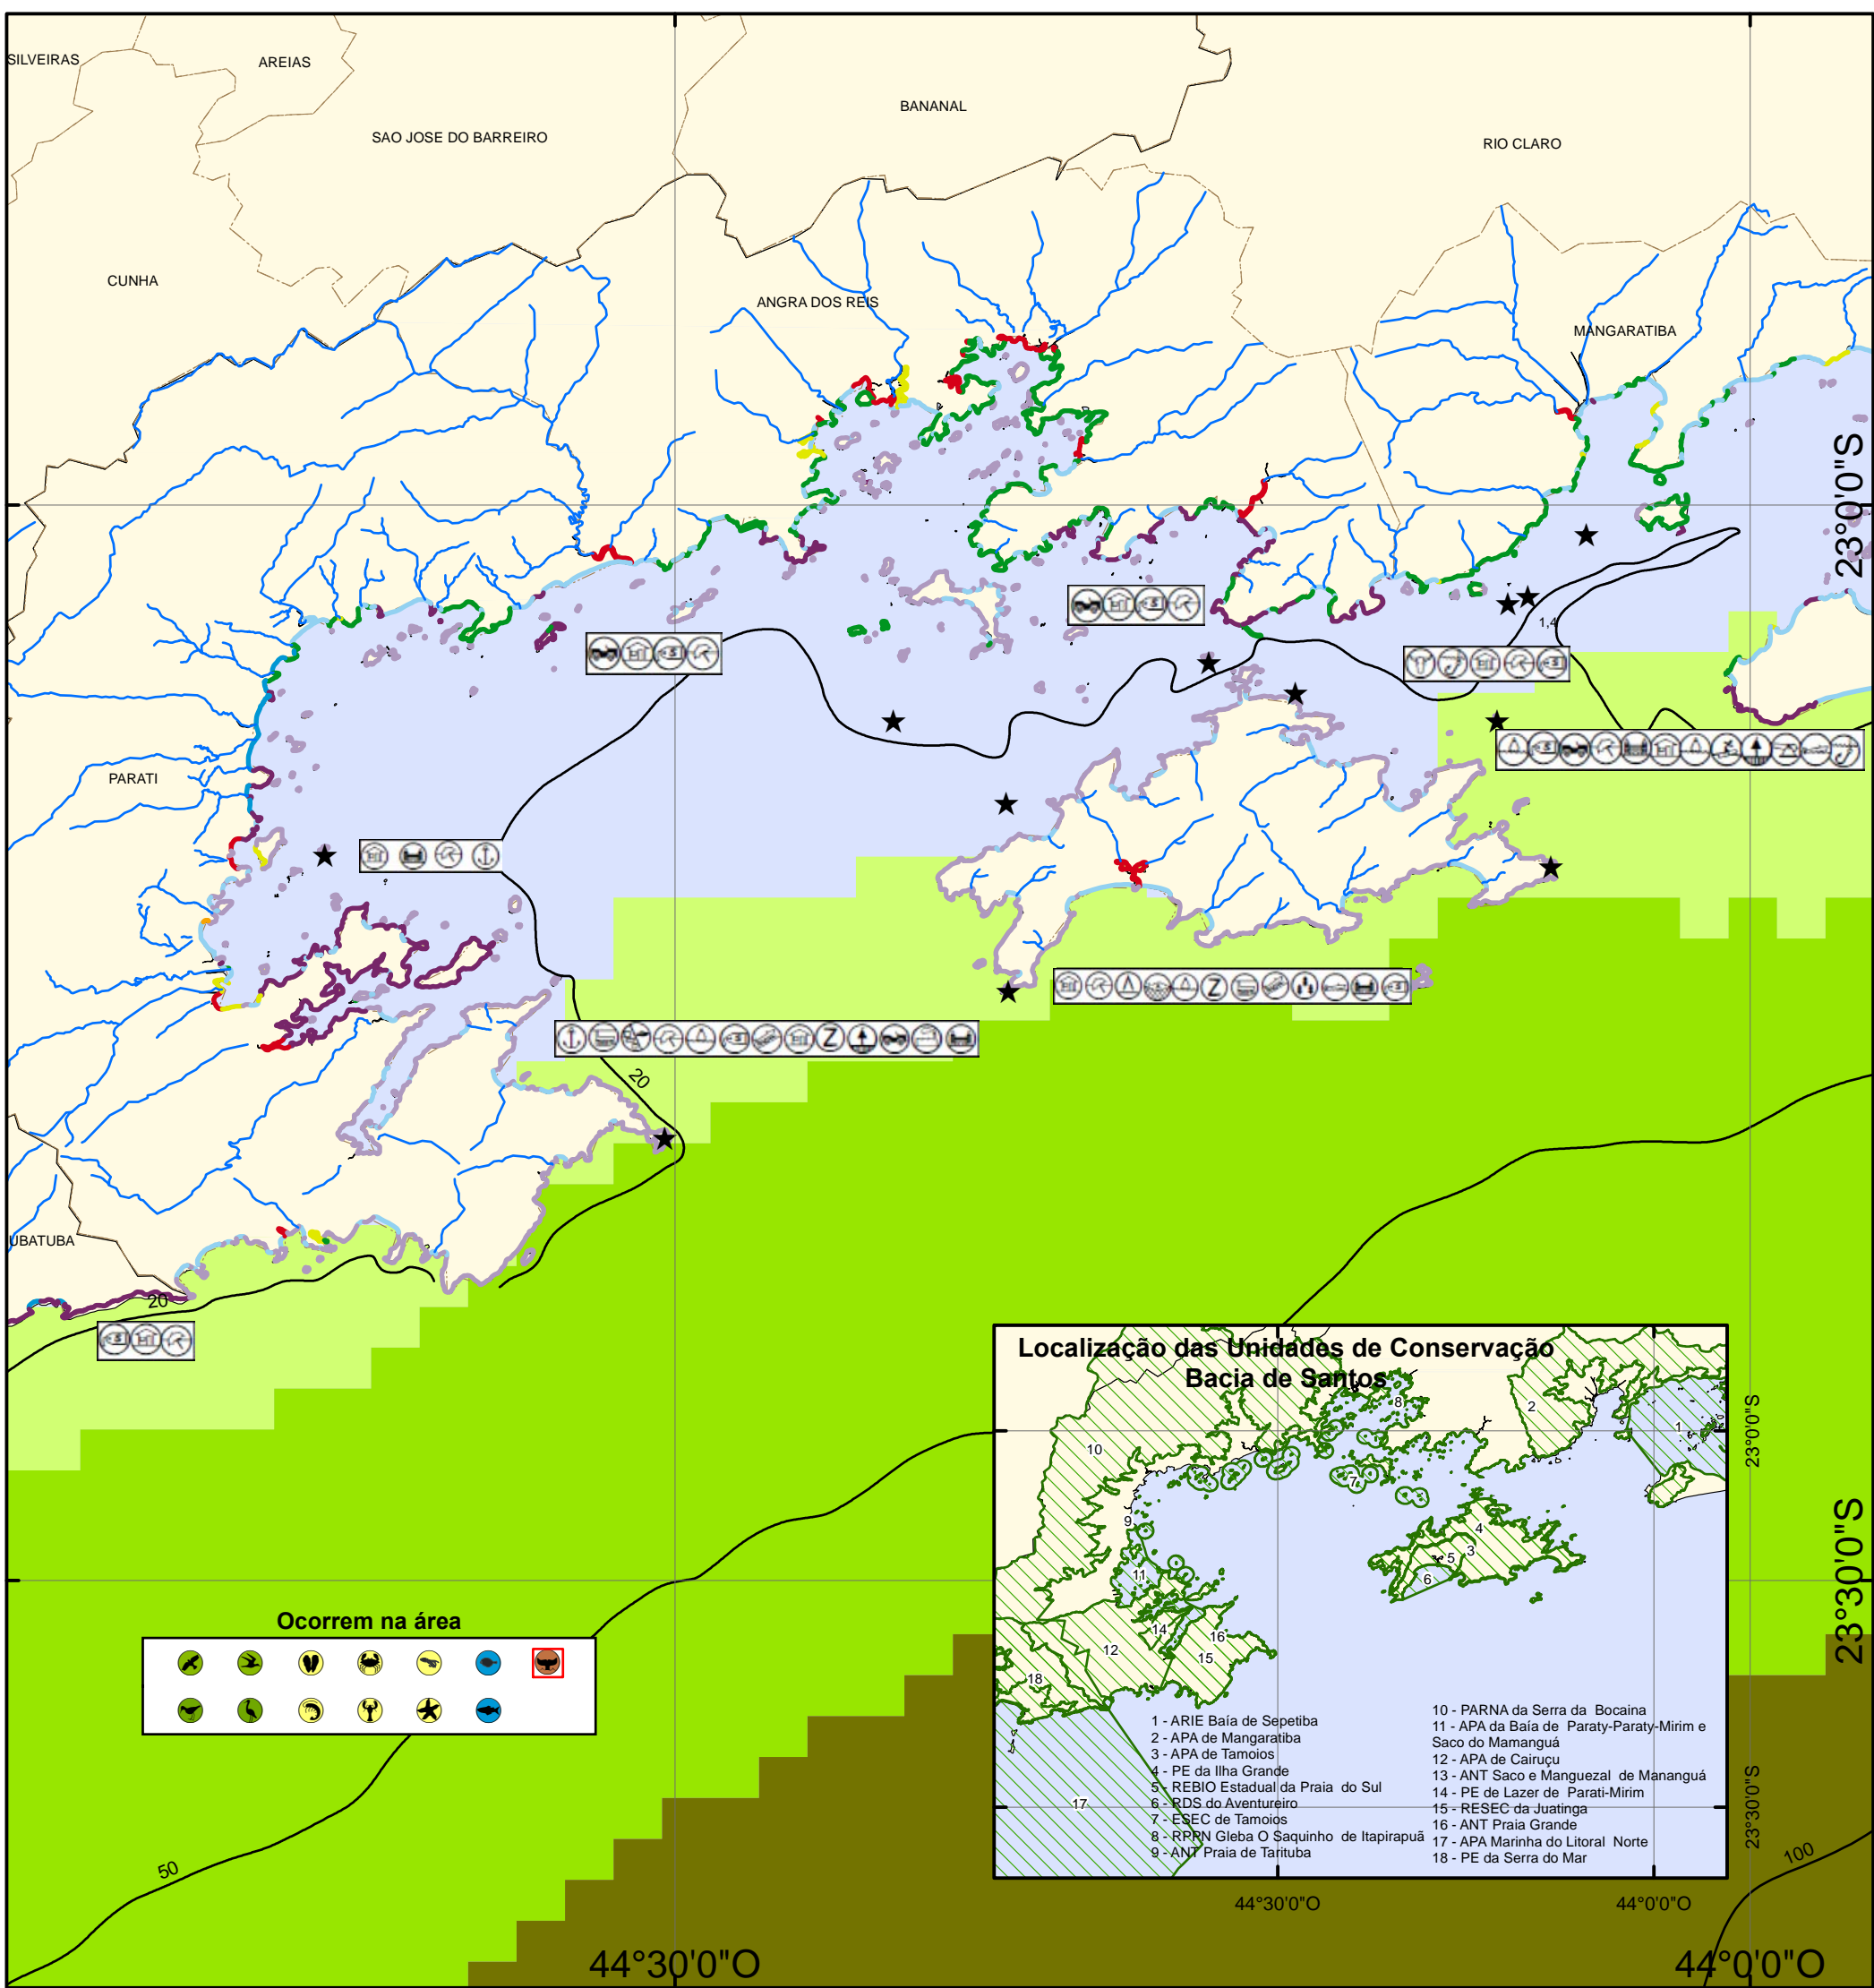 SILVEIRAS
AREIAS
SAO JOSE DO BARREIRO
BANANAL
RIO CLARO
CUNHA
ANGRA DOS REIS
MANGARATIBA
23°0'0"S
1,4
PARATI
20
UBATUBA
20
Localização das Unidades de Conservação
Bacia de Santos
8
2
1
10
7
9
4
5
3
11
6
14
16
12
15
18
17
23°0'0"S
1 - ARIE Baía de Sepetiba
2 - APA de Mangaratiba
3 - APA de Tamoios
4 - PE da Ilha Grande
5 - REBIO Estadual da Praia do Sul
6 - RDS do Aventureiro
7 - ESEC de Tamoios
8 - RPPN Gleba O Saquinho de Itapirapuã
9 - ANT Praia de Tarituba
10 - PARNA da Serra da Bocaina
11 - APA da Baía de Paraty-Paraty-Mirim e
Saco do Mamanguá
12 - APA de Cairuçu
13 - ANT Saco e Manguezal de Mananguá
14 - PE de Lazer de Parati-Mirim
15 - RESEC da Juatinga
16 - ANT Praia Grande
17 - APA Marinha do Litoral Norte
18 - PE da Serra do Mar
23°30'0"S
44°30'0"O
44°0'0"O
23°30'0"S
Ocorrem na área
50
100
44°30'0"O
44°0'0"O